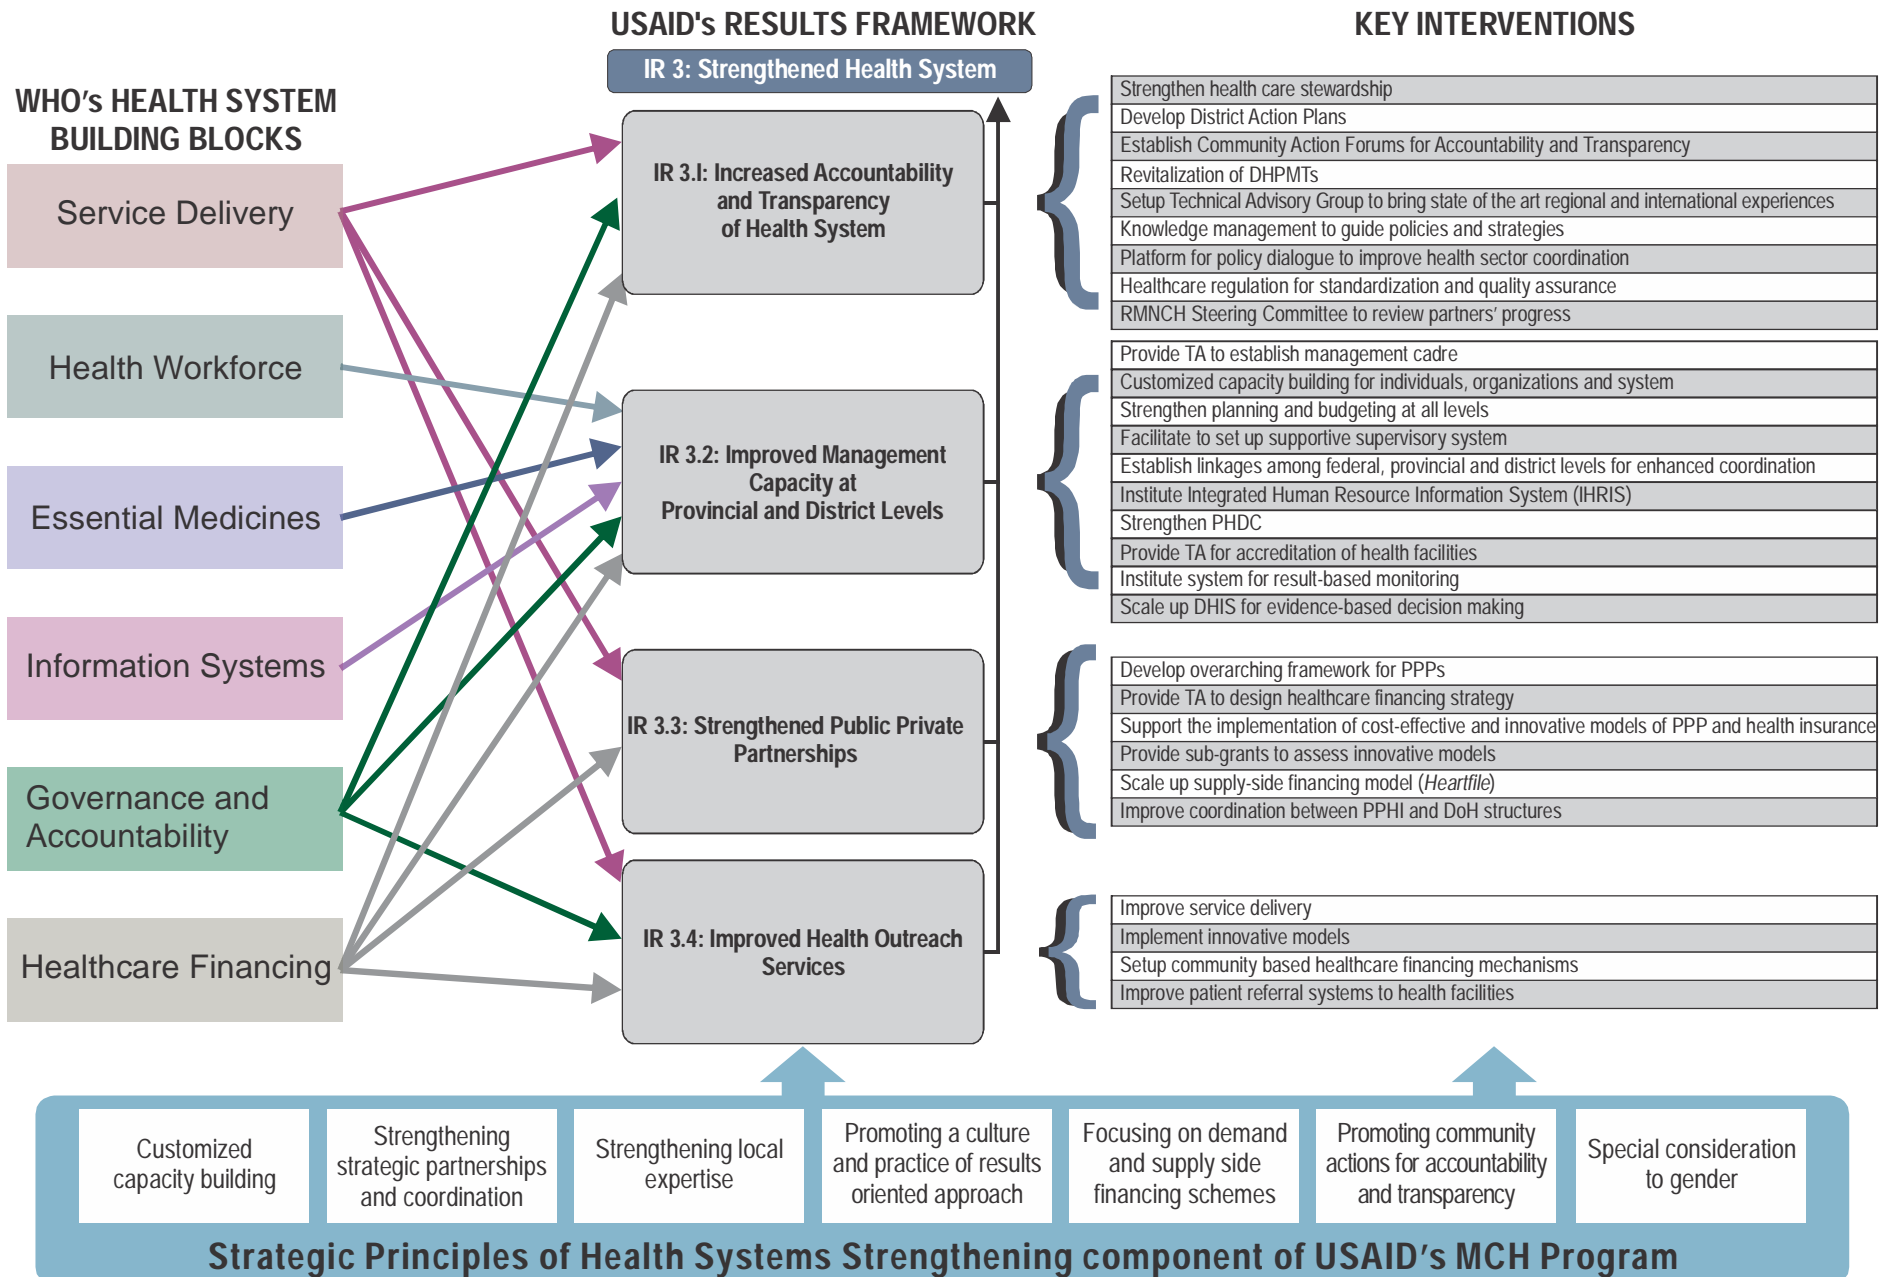 WHO's HEALTH SYSTEM
BUILDING BLOCKS
Service Delivery
Health Workforce
Essential Medicines
Information Systems
Governance and
Accountability
Healthcare Financing
USAID's RESULTS FRAMEWORK
IR 3: Strengthened Health System
IR 3.I: Increased Accountability
and Transparency
of Health System
IR 3.2: Improved Management
Capacity at
Provincial and District Levels
IR 3.3: Strengthened Public Private
Partnerships
IR 3.4: Improved Health Outreach
Services
KEY INTERVENTIONS
Strengthen health care stewardship
Develop District Action Plans
Establish Community Action Forums for Accountability and Transparency
Revitalization of DHPMTs
Setup Technical Advisory Group to bring state of the art regional and international experiences
Knowledge management to guide policies and strategies
Platform for policy dialogue to improve health sector coordination
Healthcare regulation for standardization and quality assurance
RMNCH Steering Committee to review partners' progress
Provide TA to establish management cadre
Customized capacity building for individuals, organizations and system
Strengthen planning and budgeting at all levels
Facilitate to set up supportive supervisory system
Establish linkages among federal, provincial and district levels for enhanced coordination
Institute Integrated Human Resource Information System (IHRIS)
Strengthen PHDC
Provide TA for accreditation of health facilities
Institute system for result-based monitoring
Scale up DHIS for evidence-based decision making
Develop overarching framework for PPPs
Provide TA to design healthcare financing strategy
Support the implementation of cost-effective and innovative models of PPP and health insurance
Provide sub-grants to assess innovative models
Scale up supply-side financing model (Heartfile)
Improve coordination between PPHI and DoH structures
Improve service delivery
Implement innovative models
Setup community based healthcare financing mechanisms
Improve patient referral systems to health facilities
Customized
capacity building
Strengthening
strategic partnerships
and coordination
Strengthening local
expertise
Promoting a culture
and practice of results
oriented approach
Focusing on demand
and supply side
financing schemes
Promoting community
actions for accountability
and transparency
Special consideration
to gender
Strategic Principles of Health Systems Strengthening component of USAID's MCH Program